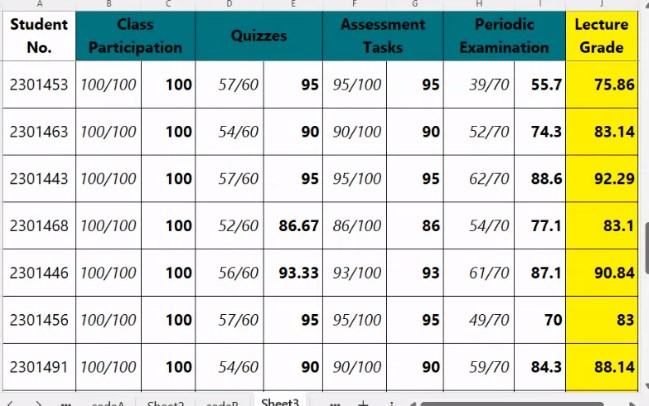 A B C D E F G H I J
Student No. Class Participation Quizzes Assessment Tasks Periodic Examination Lecture Grade
2301453 100/100 100 57/60 95 95/100 95 39/70 55.7 75.86
2301463 100/100 100 54/60 90 90/100 90 52/70 74.3 83.14
2301443 100/100 100 57/60 95 95/100 95 62/70 88.6 92.29
2301468 100/100 100 52/60 86.67 86/100 86 54/70 77.1 83.1
2301446 100/100 100 56/60 93.33 93/100 93 61/70 87.1 90.84
2301456 100/100 100 57/60 95 95/100 95 49/70 70 83
2301491 100/100 100 54/60 90 90/100 90 59/70 84.3 88.14
Sheet2 Sheet3